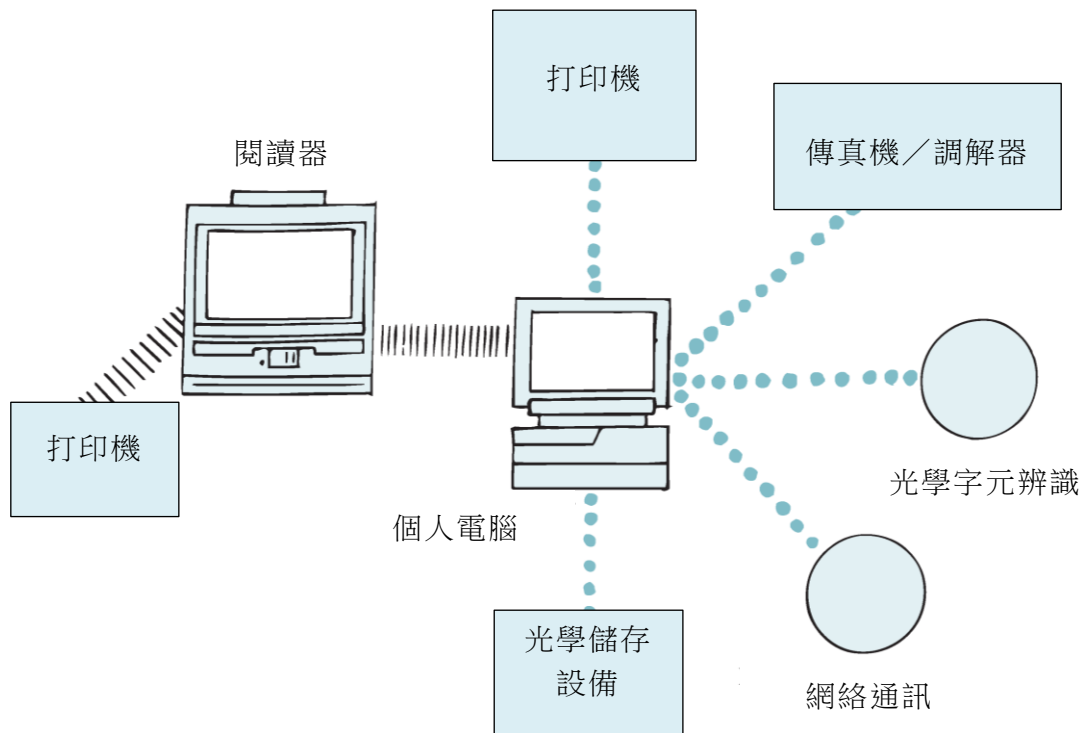 打印機
傳真機／調解器
閱讀器
打印機
光學字元辨識
個人電腦
光學儲存
設備
網絡通訊